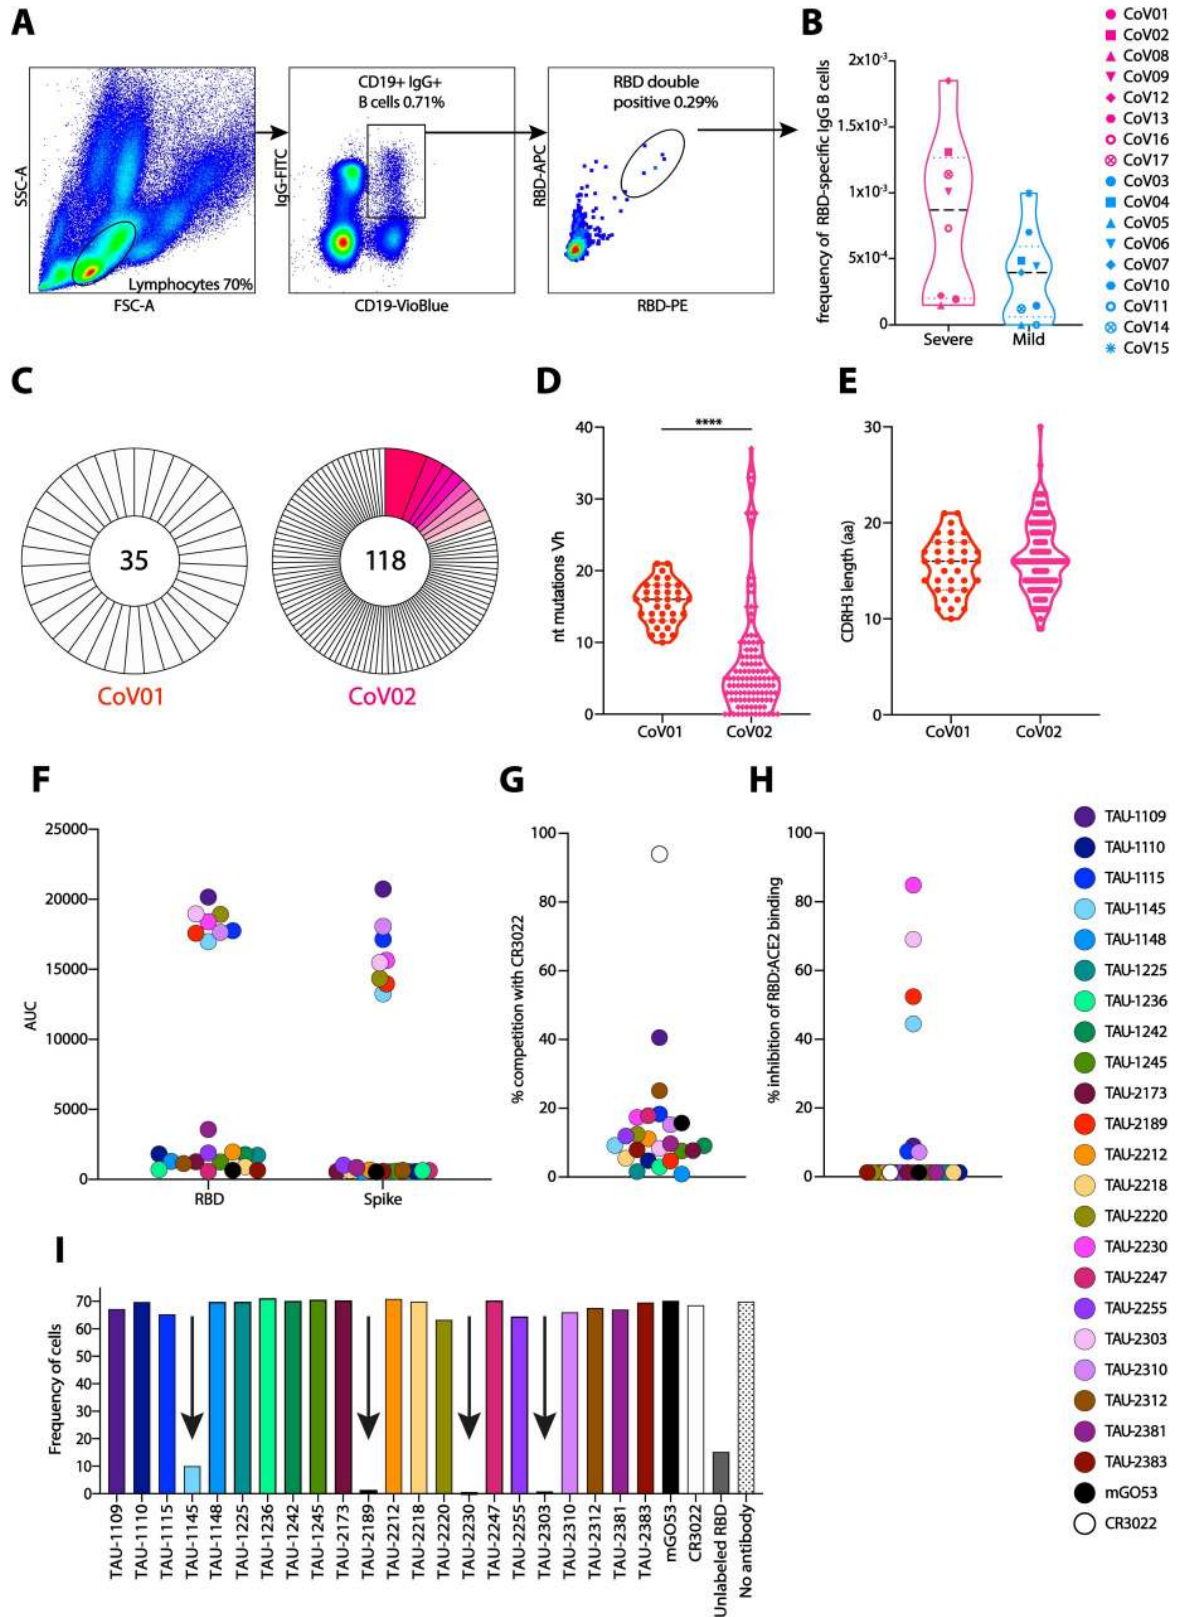 A
SSC-A
Lymphocytes 70%
FSC-A
CD19+ IgG+
B cells 0.71%
IgG-FITC
CD19-VioBlue
RBD double
positive 0.29%
RBD-APC
RBD-PE
B
frequency of RBD-specific IgG B cells
2x10-3
1.5x10-3
1x10-3
5x10-4
0
Severe
Mild
CoV01
CoV02
CoV08
CoV09
CoV12
CoV13
CoV16
CoV17
CoV03
CoV04
CoV05
CoV06
CoV07
CoV10
CoV11
CoV14
CoV15
C
35
CoV01
118
CoV02
D
nt mutations Vh
40
30
20
10
0
****
CoV01
CoV02
E
CDRH3 length (aa)
30
20
10
0
CoV01
CoV02
F
AUC
25000
20000
15000
10000
5000
0
RBD
Spike
G
% competition with CR3022
100
80
60
40
20
0
H
% inhibition of RBD:ACE2 binding
100
80
60
40
20
0
TAU-1109
TAU-1110
TAU-1115
TAU-1145
TAU-1148
TAU-1225
TAU-1236
TAU-1242
TAU-1245
TAU-2173
TAU-2189
TAU-2212
TAU-2218
TAU-2220
TAU-2230
TAU-2247
TAU-2255
TAU-2303
TAU-2310
TAU-2312
TAU-2381
TAU-2383
mGO53
CR3022
I
Frequency of cells
70
60
50
40
30
20
10
0
TAU-1109
TAU-1110
TAU-1115
TAU-1145
TAU-1148
TAU-1225
TAU-1236
TAU-1242
TAU-1245
TAU-2173
TAU-2189
TAU-2212
TAU-2218
TAU-2220
TAU-2230
TAU-2247
TAU-2255
TAU-2303
TAU-2310
TAU-2312
TAU-2381
TAU-2383
mGO53
CR3022
Unlabeled RBD
No antibody